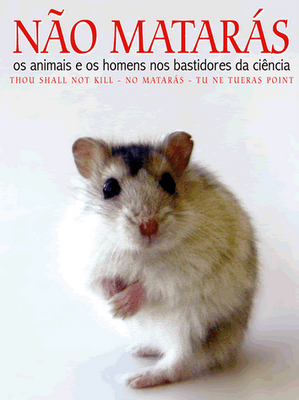 NÃO MATARÁS
os animais e os homens nos bastidores da ciência
THOU SHALL NOT KILL - NO MATARÁS - TU NE TUERAS POINT